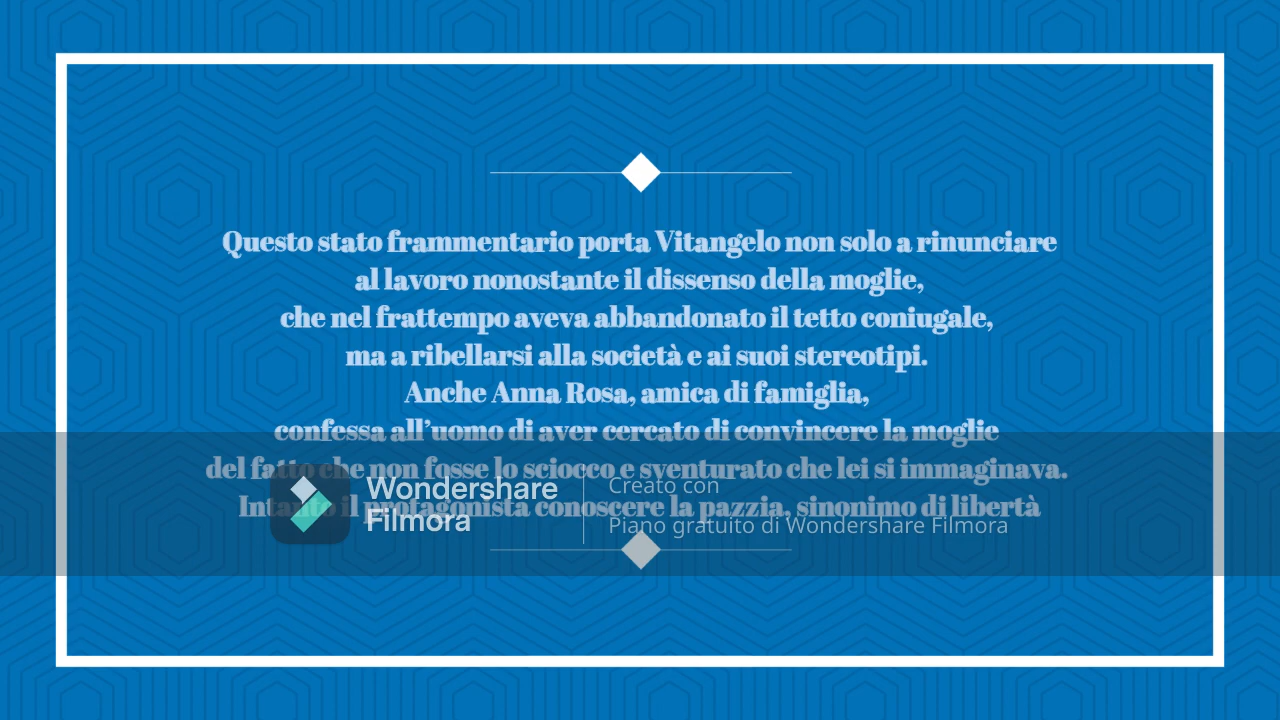 Questo stato frammentario porta Vitangelo non solo a rinunciare
al lavoro nonostante il dissenso della moglie,
che nel frattempo aveva abbandonato il tetto coniugale,
ma a ribellarsi alla società e ai suoi stereotipi.
Anche Anna Rosa, amica di famiglia,
confessa all’uomo di aver cercato di convincere la moglie
del fatto che non fosse lo sciocco e sventurato che lei si immaginava.
Intanto il protagonista conoscere la pazzia, sinonimo di libertà
Wondershare
Filmora
Creato con
Piano gratuito di Wondershare Filmora